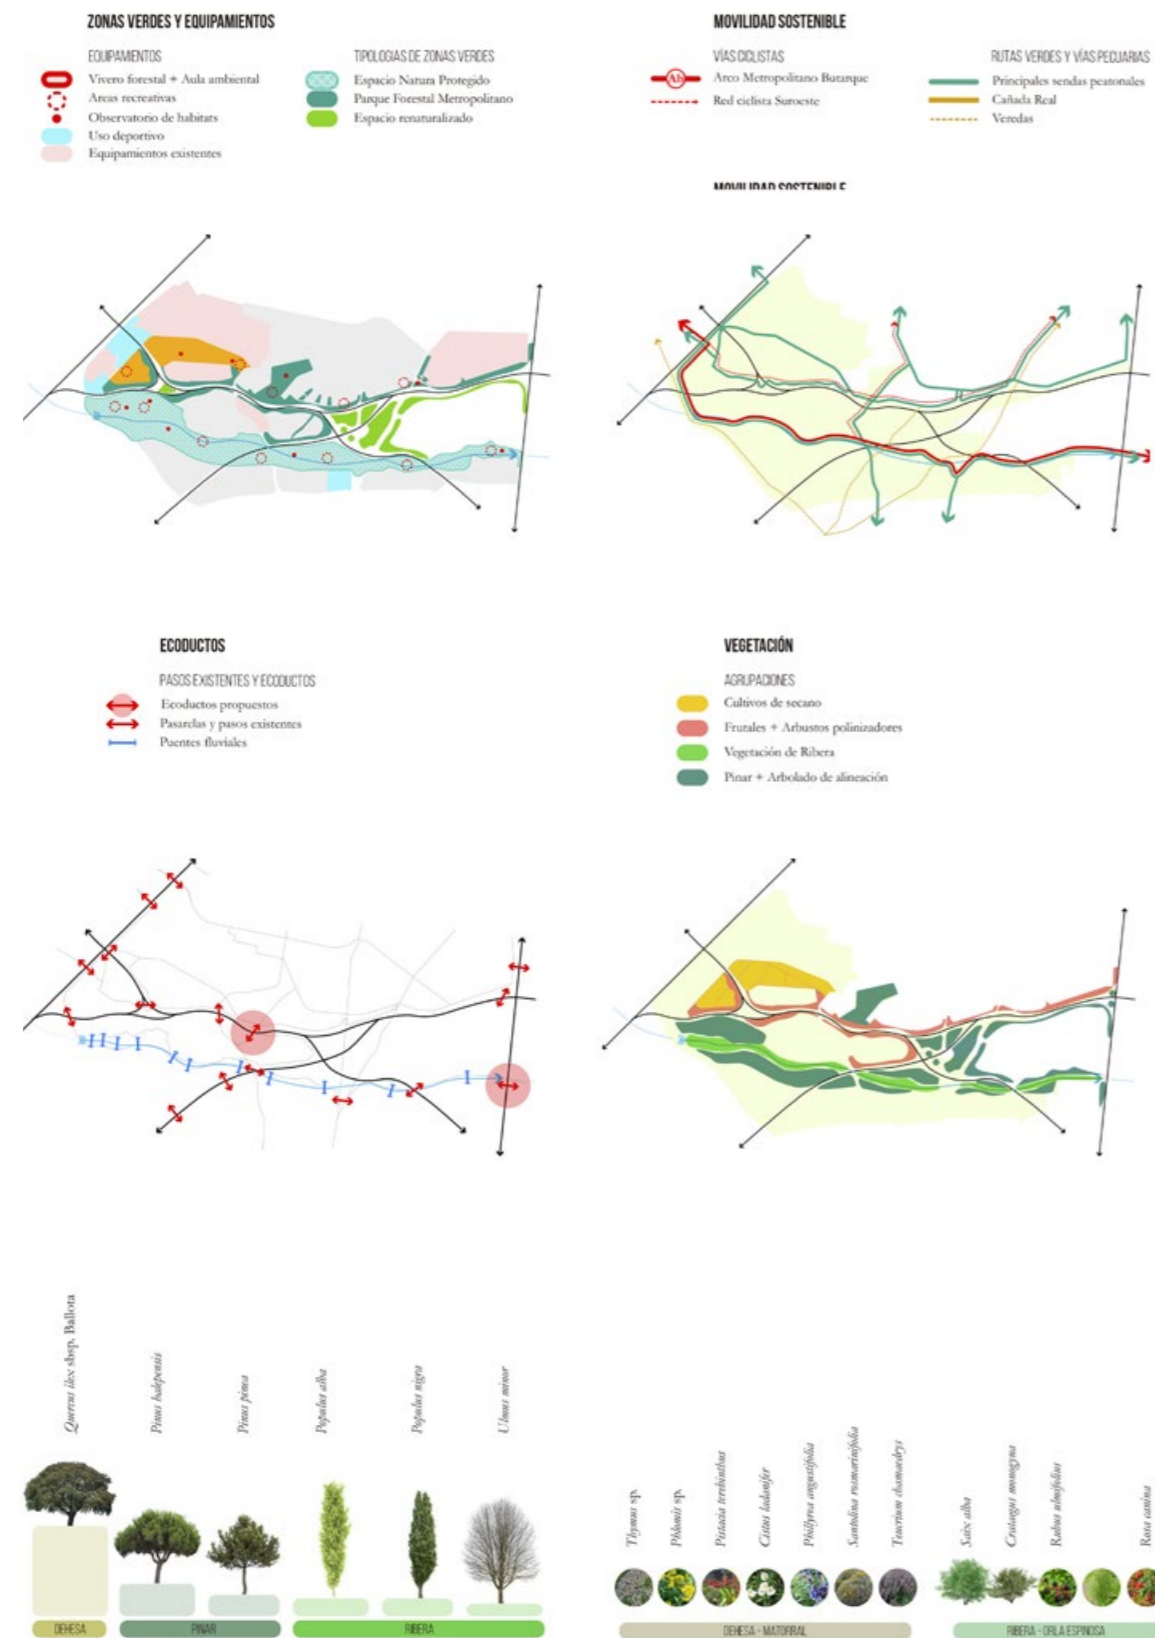 ZONAS VERDES Y EQUIPAMIENTOS
EQUIPAMIENTOS
Vivero forestal + Aula ambiental
Areas recreativas
Observatorio de habitats
Uso deportivo
Equipamientos existentes
TIPOLOGIAS DE ZONAS VERDES
Espacio Natura Protegido
Parque Forestal Metropolitano
Espacio renaturalizado
MOVILIDAD SOSTENIBLE
VÍAS CICLISTAS
Ab
Arco Metropolitano Butarque
Red ciclista Suroeste
RUTAS VERDES Y VÍAS PECUARIAS
Principales sendas peatonales
Cañada Real
Veredas
MOVILIDAD SOSTENIBLE
ECODUCTOS
PASOS EXISTENTES Y ECODUCTOS
Ecoductos propuestos
Pasarelas y pasos existentes
Puentes fluviales
VEGETACIÓN
AGRUPACIONES
Cultivos de secano
Frutales + Arbustos polinizadores
Vegetación de Ribera
Pinar + Arbolado de alineación
Quercus ilex sbsp. Ballota
Pinus halepensis
Pinus pinea
Populus alba
Populus nigra
Ulmus minor
DEHESA
PINAR
RIBERA
Thymus sp.
Phlomis sp.
Pistacia terebinthus
Cistus ladanifer
Phillyrea angustifolia
Santolina rosmarinifolia
Teucrium chamaedrys
Saix alba
Crataegus monogyna
Rubus ulmifolius
Rosa canina
DEHESA - MATORRAL
RIBERA - ORLA ESPINOSA